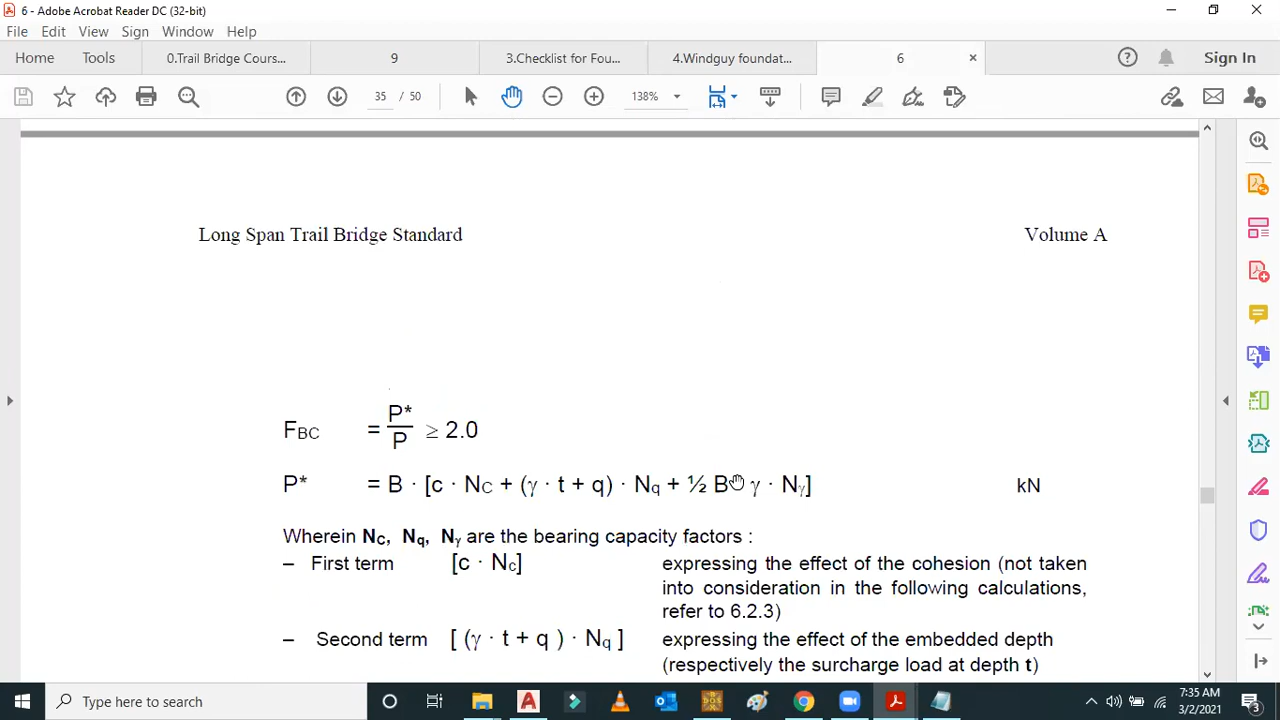 6 - Adobe Acrobat Reader DC (32-bit)
File Edit View Sign Window Help
Home Tools 0.Trail Bridge Cours... 9 3.Checklist for Fou... 4.Windguy foundat... 6 Sign In
35 / 50 138%
Long Span Trail Bridge Standard Volume A
F_BC = P*/P ≥ 2.0
P* = B · [c · N_C + (γ · t + q) · N_q + ½ B γ · N_γ] kN
Wherein N_C, N_q, N_γ are the bearing capacity factors :
– First term [c · N_c] expressing the effect of the cohesion (not taken
into consideration in the following calculations,
refer to 6.2.3)
– Second term [ (γ · t + q ) · N_q ] expressing the effect of the embedded depth
(respectively the surcharge load at depth t)
Type here to search
7:35 AM
3/2/2021
3